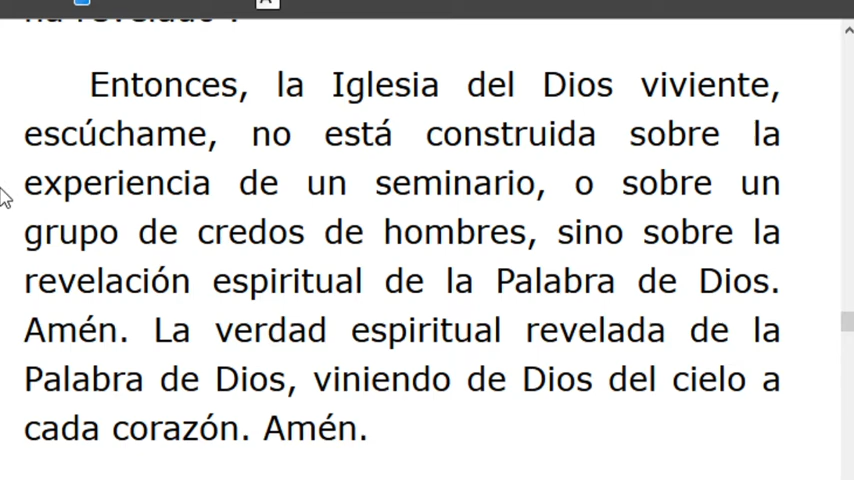 Entonces, la Iglesia del Dios viviente,
escúchame, no está construida sobre la
experiencia de un seminario, o sobre un
grupo de credos de hombres, sino sobre la
revelación espiritual de la Palabra de Dios.
Amén. La verdad espiritual revelada de la
Palabra de Dios, viniendo de Dios del cielo a
cada corazón. Amén.